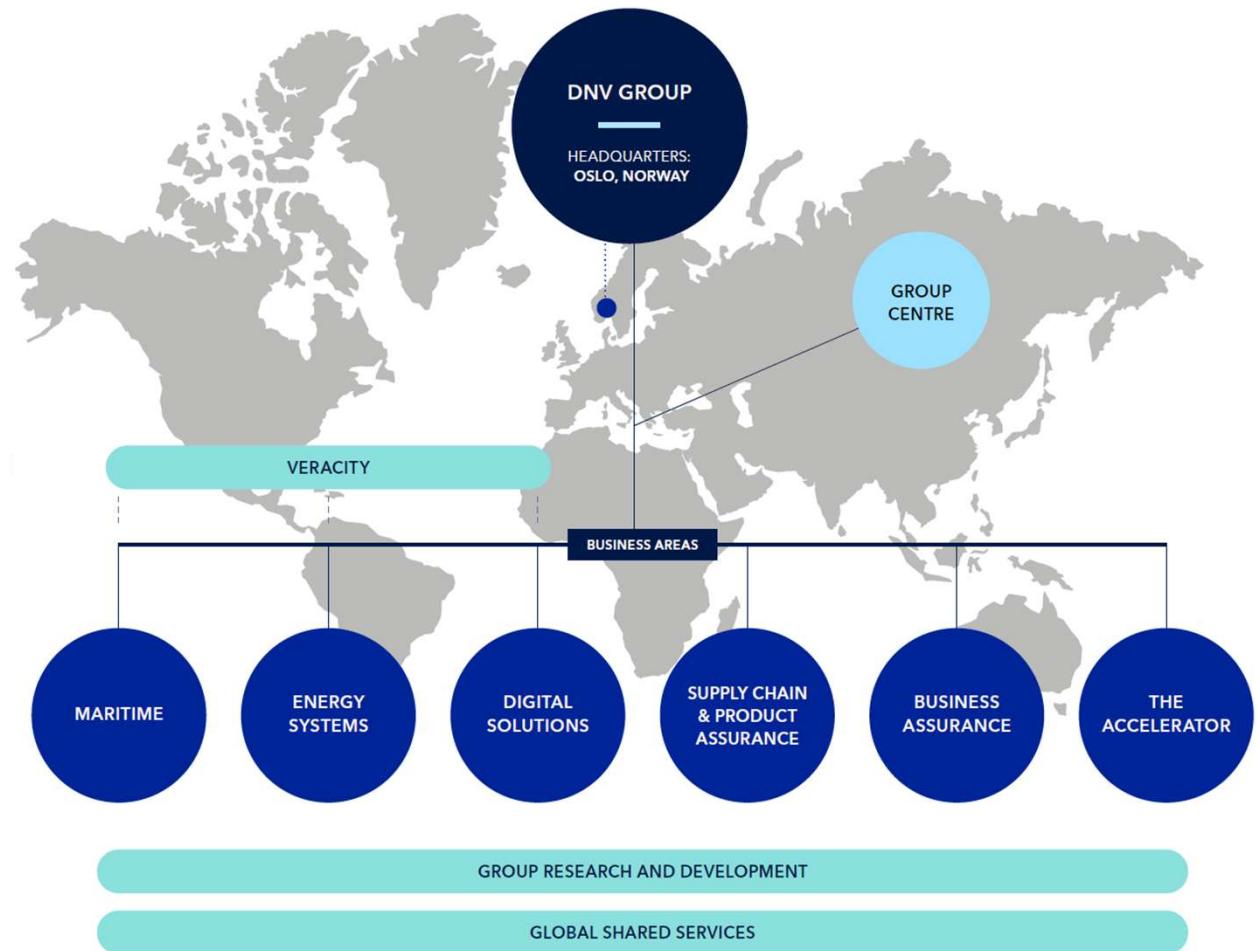 DNV GROUP
HEADQUARTERS:
OSLO, NORWAY
GROUP
CENTRE
VERACITY
BUSINESS AREAS
MARITIME
ENERGY
SYSTEMS
DIGITAL
SOLUTIONS
SUPPLY CHAIN
& PRODUCT
ASSURANCE
BUSINESS
ASSURANCE
THE
ACCELERATOR
GROUP RESEARCH AND DEVELOPMENT
GLOBAL SHARED SERVICES